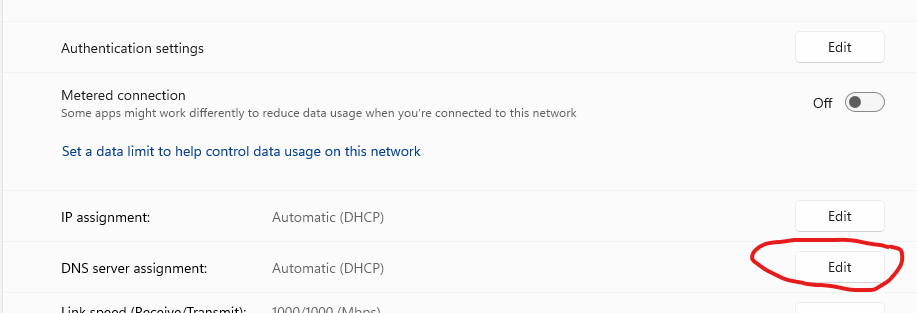 Authentication settings Edit
Metered connection
Off
Some apps might work differently to reduce data usage when you're connected to this network
Set a data limit to help control data usage on this network
IP assignment: Automatic (DHCP) Edit
DNS server assignment: Automatic (DHCP) Edit
Link speed (Receive/Transmit): 1000/1000 (Mbps)